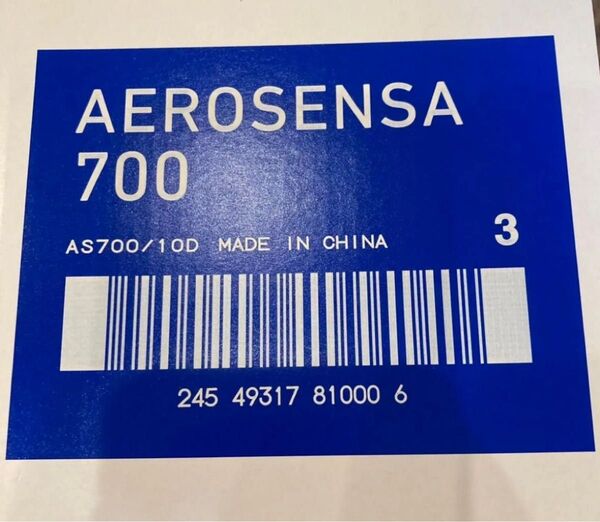 AEROSENSA
700
AS700/10D MADE IN CHINA
3
245 49317 81000 6